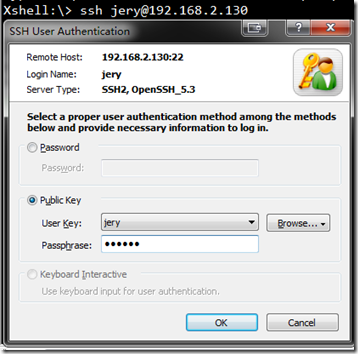 Xshell:\> ssh jery@192.168.2.130
SSH User Authentication
Remote Host: 192.168.2.130:22
Login Name: jery
Server Type: SSH2, OpenSSH_5.3
Select a proper user authentication method among the methods
below and provide necessary information to log in.
Password
Password:
Public Key
User Key: jery Browse...
Passphrase: ●●●●●●
Keyboard Interactive
Use keyboard input for user authentication.
OK Cancel